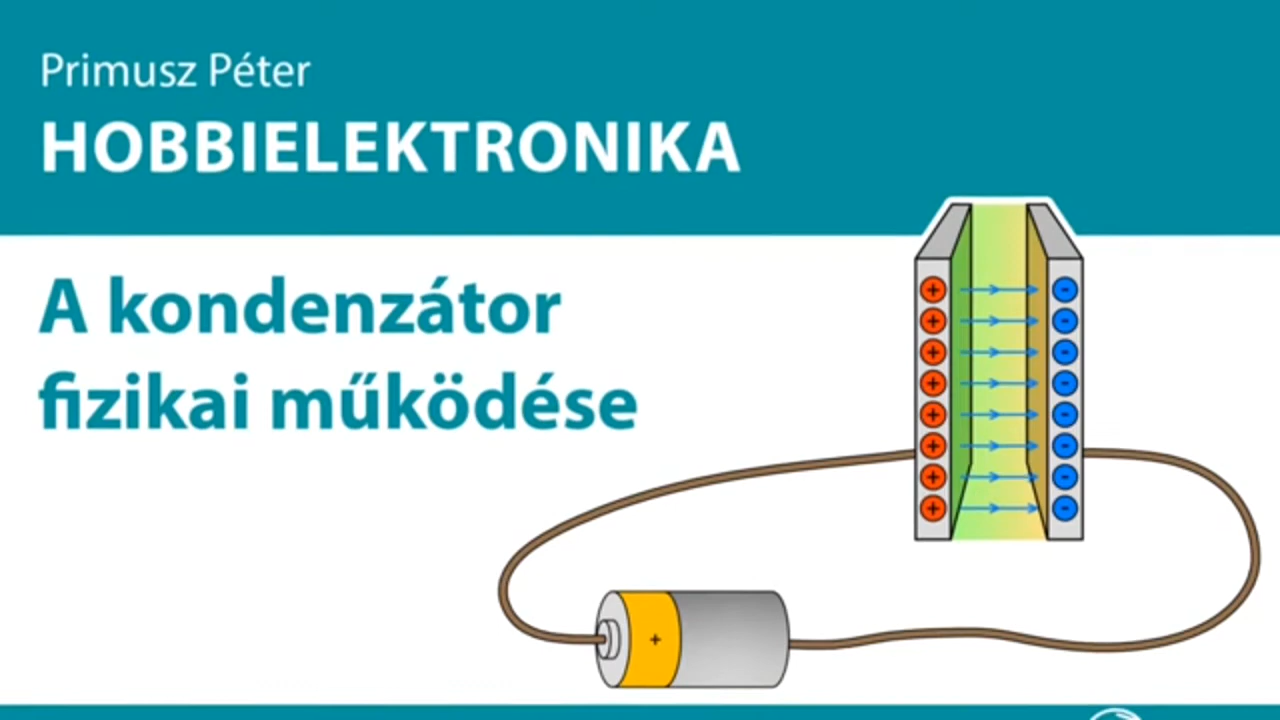 Primusz Péter
HOBBIELEKTRONIKA
A kondenzátor
fizikai működése